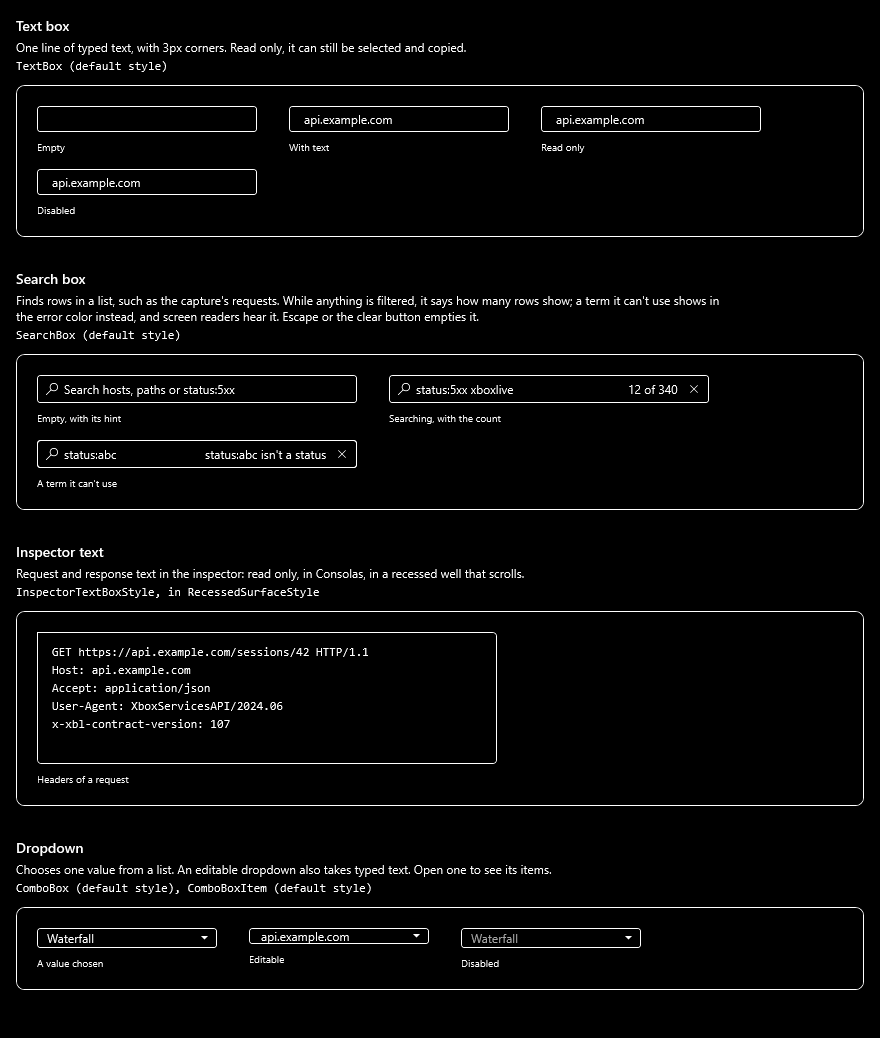 Text box
One line of typed text, with 3px corners. Read only, it can still be selected and copied.
TextBox (default style)
api.example.com
api.example.com
Empty
With text
Read only
api.example.com
Disabled
Search box
Finds rows in a list, such as the capture's requests. While anything is filtered, it says how many rows show; a term it can't use shows in
the error color instead, and screen readers hear it. Escape or the clear button empties it.
SearchBox (default style)
Search hosts, paths or status:5xx
status:5xx xboxlive
12 of 340
Empty, with its hint
Searching, with the count
status:abc
status:abc isn't a status
A term it can't use
Inspector text
Request and response text in the inspector: read only, in Consolas, in a recessed well that scrolls.
InspectorTextBoxStyle, in RecessedSurfaceStyle
GET https://api.example.com/sessions/42 HTTP/1.1
Host: api.example.com
Accept: application/json
User-Agent: XboxServicesAPI/2024.06
x-xbl-contract-version: 107
Headers of a request
Dropdown
Chooses one value from a list. An editable dropdown also takes typed text. Open one to see its items.
ComboBox (default style), ComboBoxItem (default style)
Waterfall
api.example.com
Waterfall
A value chosen
Editable
Disabled